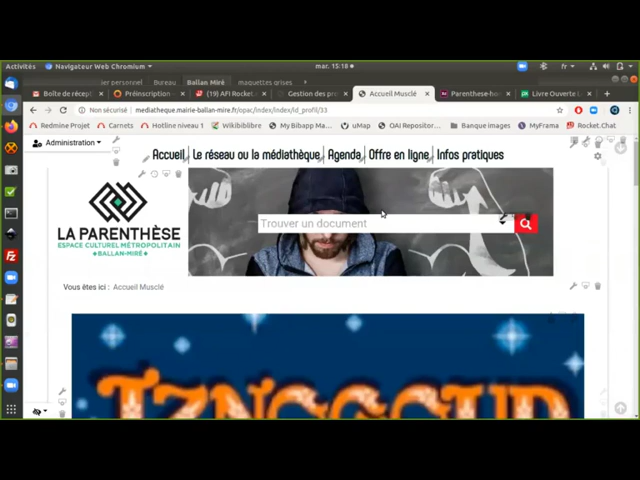 Activités
Navigateur Web Chromium
mar. 15:18
fr
ier personnel
Bureau
Ballan Miré
maquettes grises
Boîte de récept
Préinscription
(19) AFI Rocket.
Gestion des pro
Accueil Musclé
Parenthese-ho
Livre Ouverte
Non sécurisé
mediatheque.mairie-ballan-mire.fr/opac/index/index/id_profil/33
Redmine Projet
Carnets
Hotline niveau 1
Wikibiblibre
My Bibapp Ma...
uMap
OAI Repositor...
Banque images
MyFrama
Rocket.Chat
Administration
Accueil
Le réseau ou la médiathèque
Agenda
Offre en ligne
Infos pratiques
LA PARENTHÈSE
ESPACE CULTUREL MÉTROPOLITAIN
BALLAN-MIRÉ
Trouver un document
Vous êtes ici : Accueil Musclé
IZNOGOUD